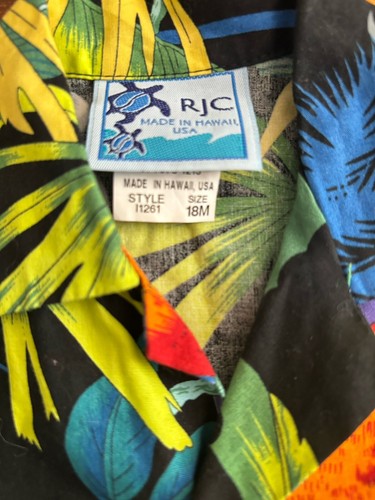 RJC
MADE IN HAWAII,
USA
MADE IN HAWAII, USA
STYLE SIZE
I1261 18M